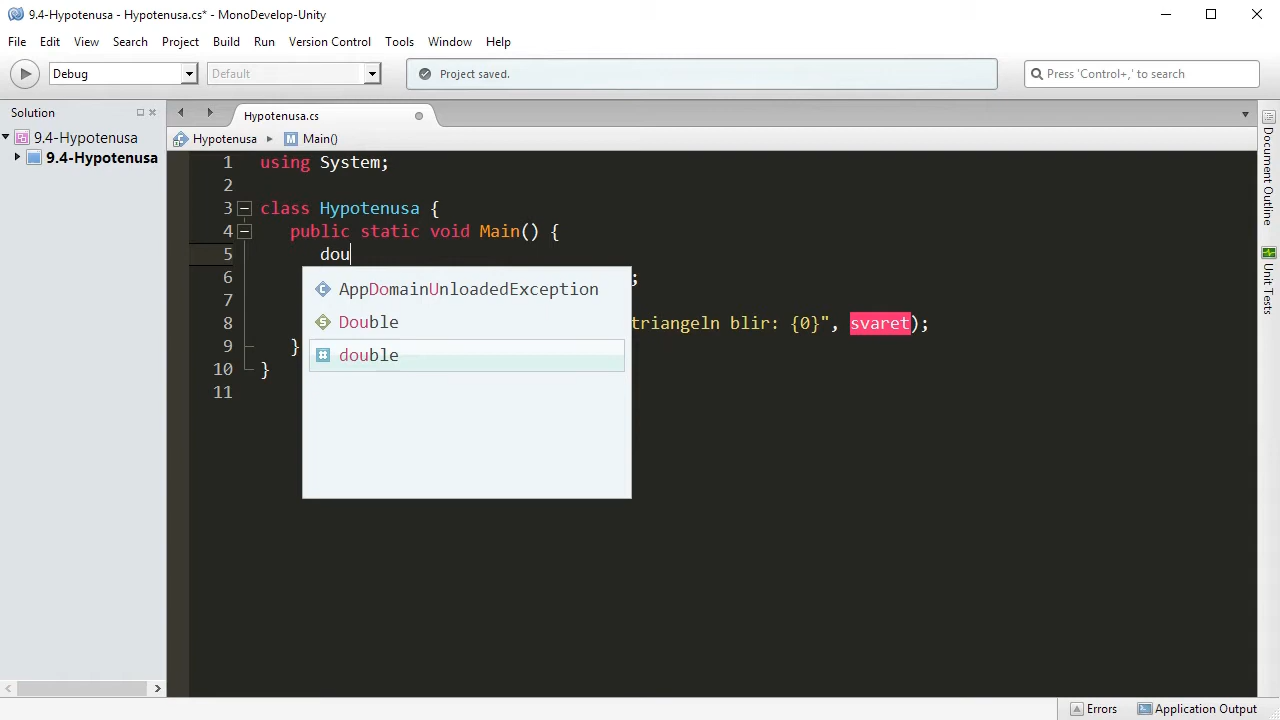 9.4-Hypotenusa - Hypotenusa.cs* - MonoDevelop-Unity
File Edit View Search Project Build Run Version Control Tools Window Help
Debug Default Project saved. Press 'Control+,' to search
Solution
Hypotenusa.cs
9.4-Hypotenusa
9.4-Hypotenusa
Hypotenusa Main()
1 using System;
2
3 class Hypotenusa {
4 public static void Main() {
5 dou
6 ;
7
8 triangeln blir: {0}", svaret);
9 }
10 }
11
AppDomainUnloadedException
Double
double
Document Outline
Unit Tests
Errors Application Output